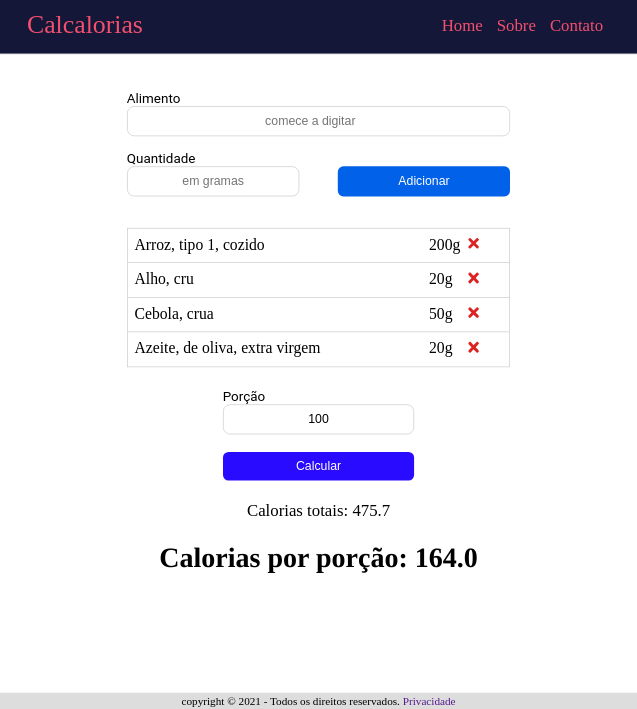 Calcalorias
Home Sobre Contato
Alimento
comece a digitar
Quantidade
em gramas
Adicionar
Arroz, tipo 1, cozido 200g
Alho, cru 20g
Cebola, crua 50g
Azeite, de oliva, extra virgem 20g
Porção
100
Calcular
Calorias totais: 475.7
Calorias por porção: 164.0
copyright © 2021 - Todos os direitos reservados. Privacidade